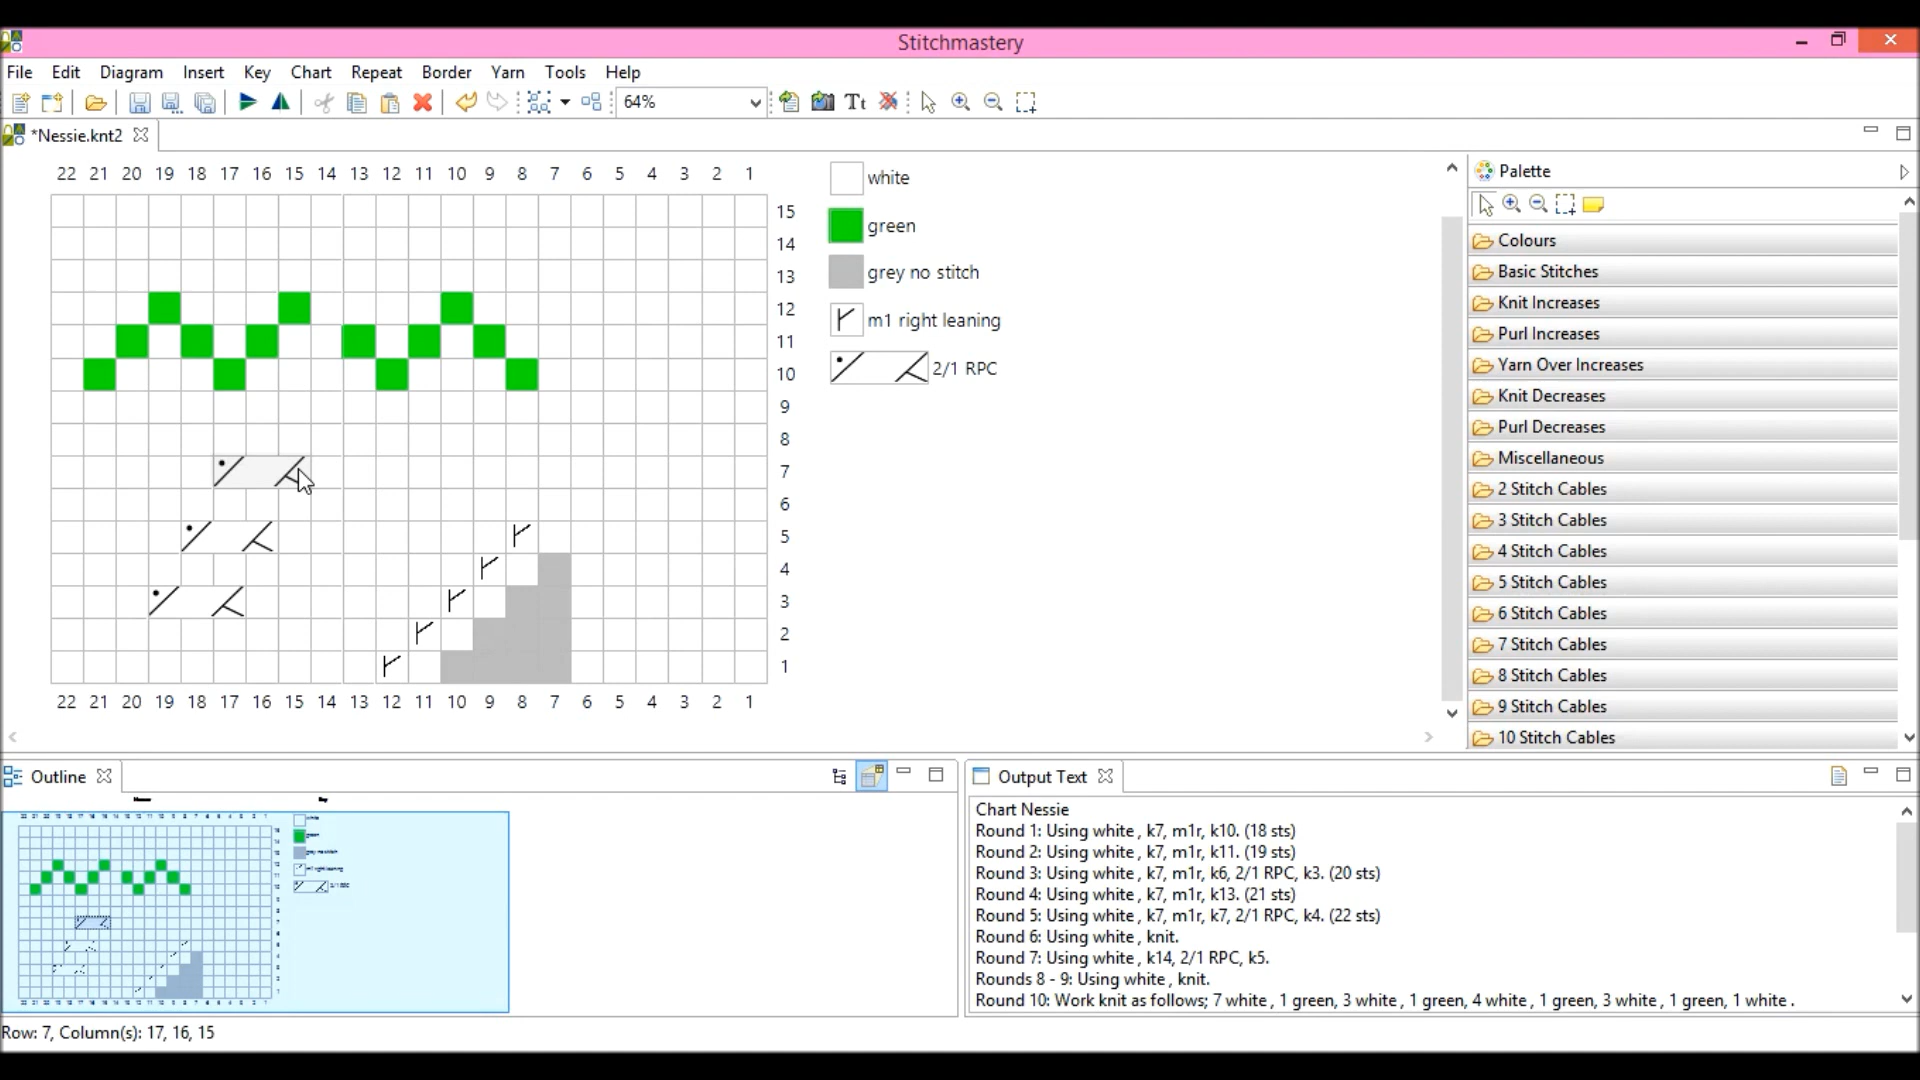 Stitchmastery
File Edit Diagram Insert Key Chart Repeat Border Yarn Tools Help
64% Tt
*Nessie.knt2
22 21 20 19 18 17 16 15 14 13 12 11 10 9 8 7 6 5 4 3 2 1
15
14
13
12
11
10
9
8
7
6
5
4
3
2
1
22 21 20 19 18 17 16 15 14 13 12 11 10 9 8 7 6 5 4 3 2 1
white
green
grey no stitch
m1 right leaning
2/1 RPC
Palette
Colours
Basic Stitches
Knit Increases
Purl Increases
Yarn Over Increases
Knit Decreases
Purl Decreases
Miscellaneous
2 Stitch Cables
3 Stitch Cables
4 Stitch Cables
5 Stitch Cables
6 Stitch Cables
7 Stitch Cables
8 Stitch Cables
9 Stitch Cables
10 Stitch Cables
Outline
Output Text
Chart Nessie
Round 1: Using white , k7, m1r, k10. (18 sts)
Round 2: Using white , k7, m1r, k11. (19 sts)
Round 3: Using white , k7, m1r, k6, 2/1 RPC, k3. (20 sts)
Round 4: Using white , k7, m1r, k13. (21 sts)
Round 5: Using white , k7, m1r, k7, 2/1 RPC, k4. (22 sts)
Round 6: Using white , knit.
Round 7: Using white , k14, 2/1 RPC, k5.
Rounds 8 - 9: Using white , knit.
Round 10: Work knit as follows; 7 white , 1 green, 3 white , 1 green, 4 white , 1 green, 3 white , 1 green, 1 white .
Row: 7, Column(s): 17, 16, 15